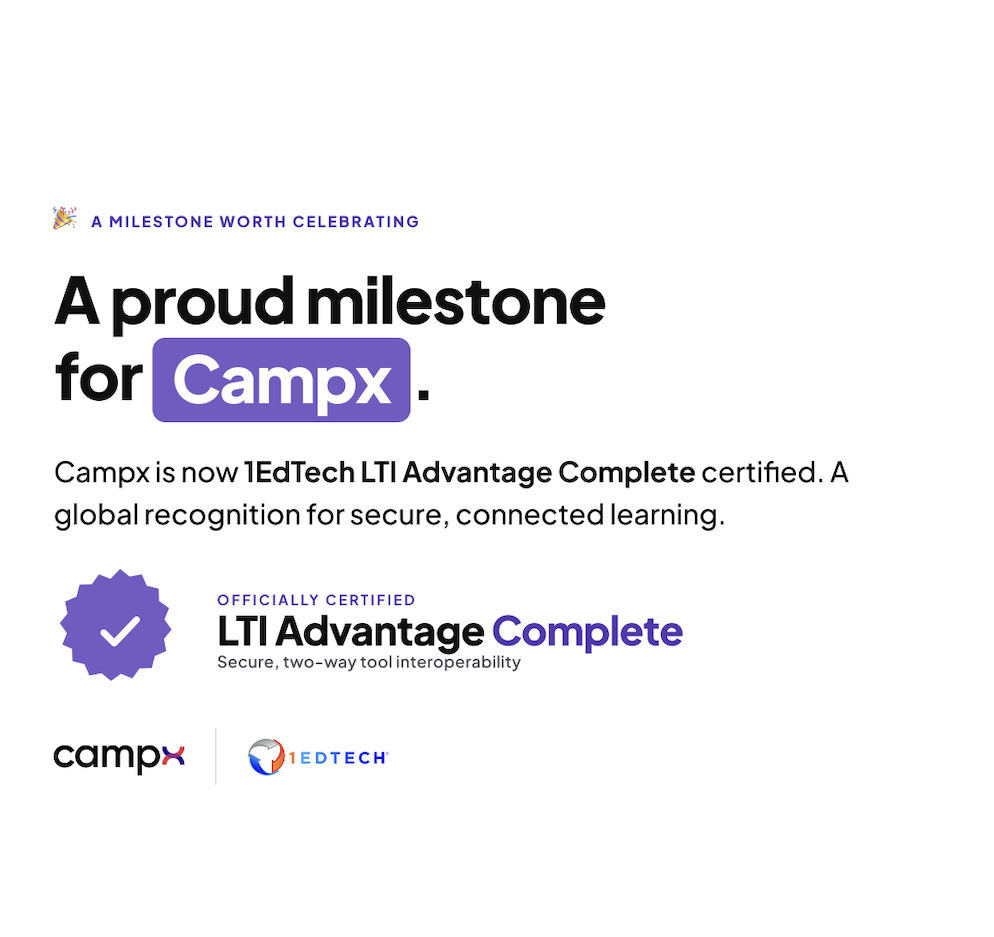 A MILESTONE WORTH CELEBRATING
A proud milestone
for Campx.
Campx is now 1EdTech LTI Advantage Complete certified. A
global recognition for secure, connected learning.
OFFICIALLY CERTIFIED
LTI Advantage Complete
Secure, two-way tool interoperability
campx
1EDTECH